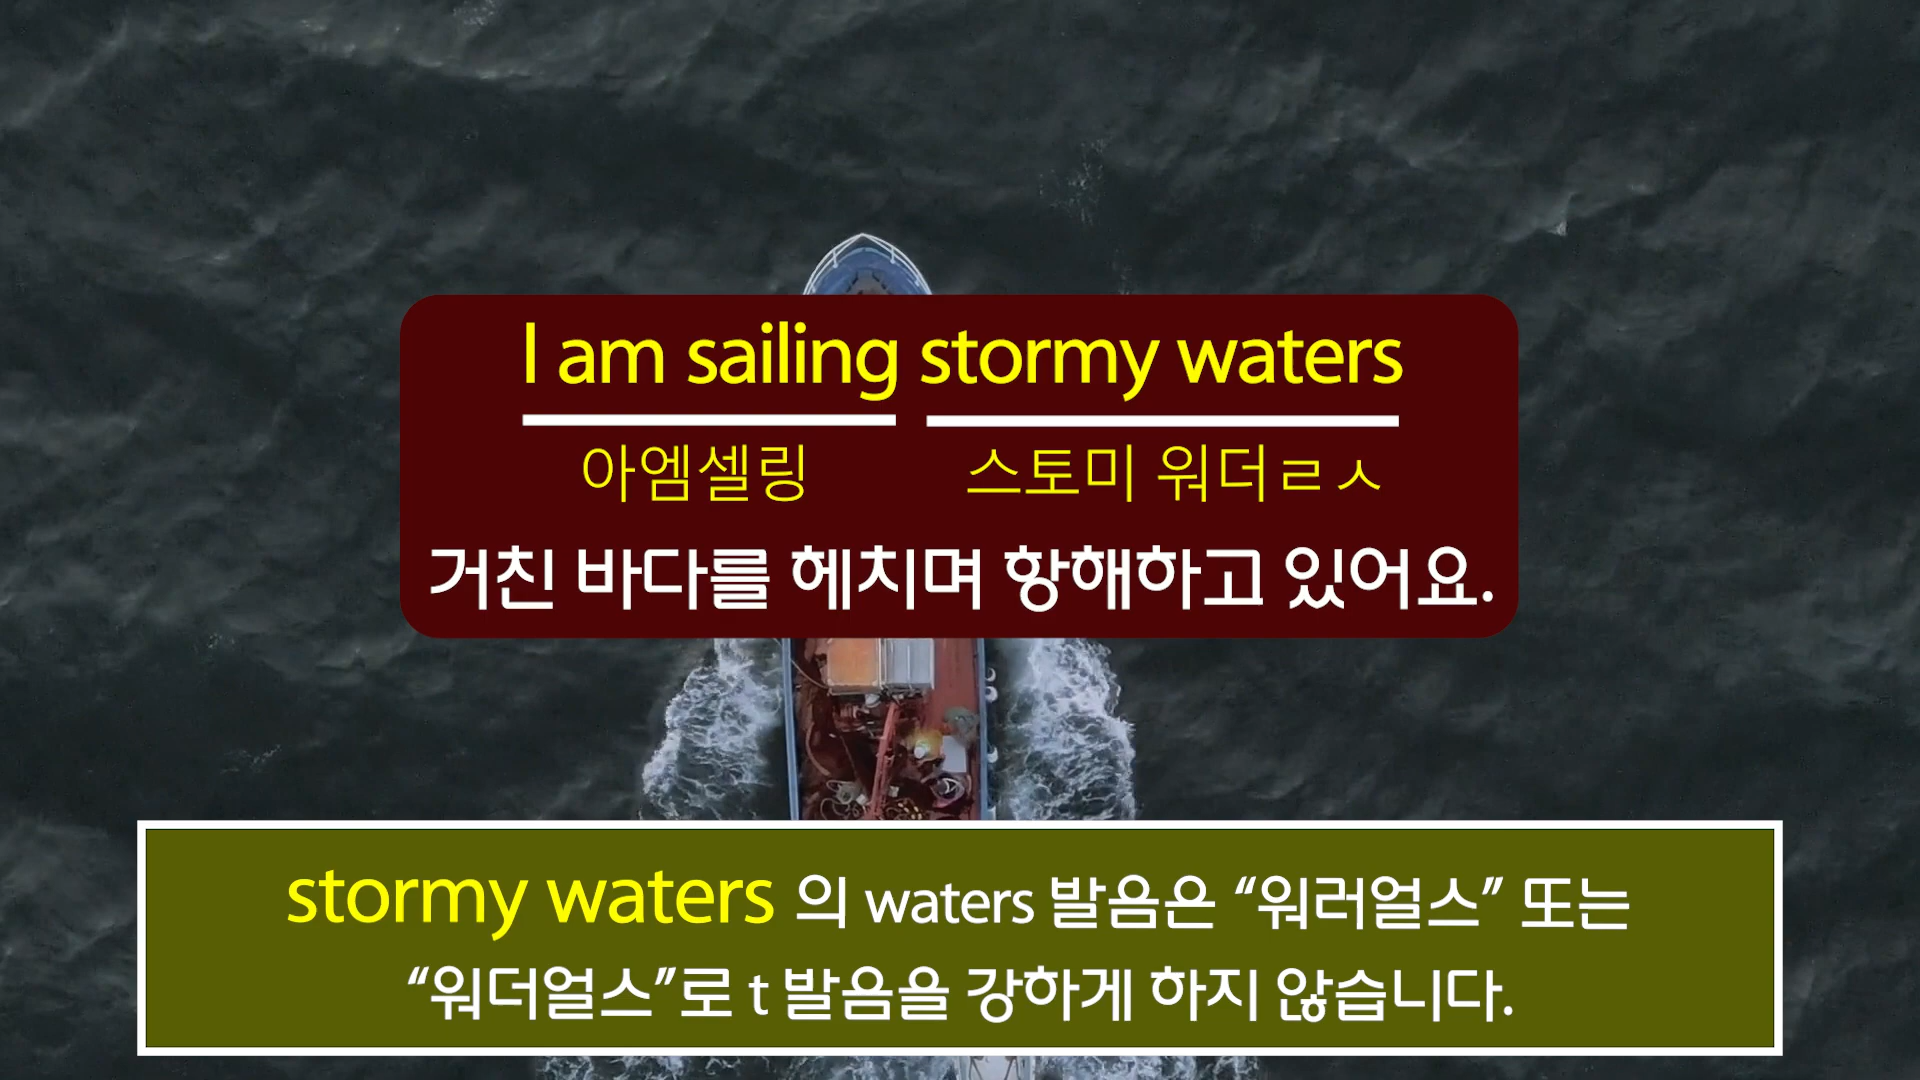 I am sailing stormy waters
아엠셀링 스토미 워더ㄹㅅ
거친 바다를 헤치며 항해하고 있어요.
stormy waters 의 waters 발음은 “워러얼스” 또는
“워더얼스”로 t 발음을 강하게 하지 않습니다.